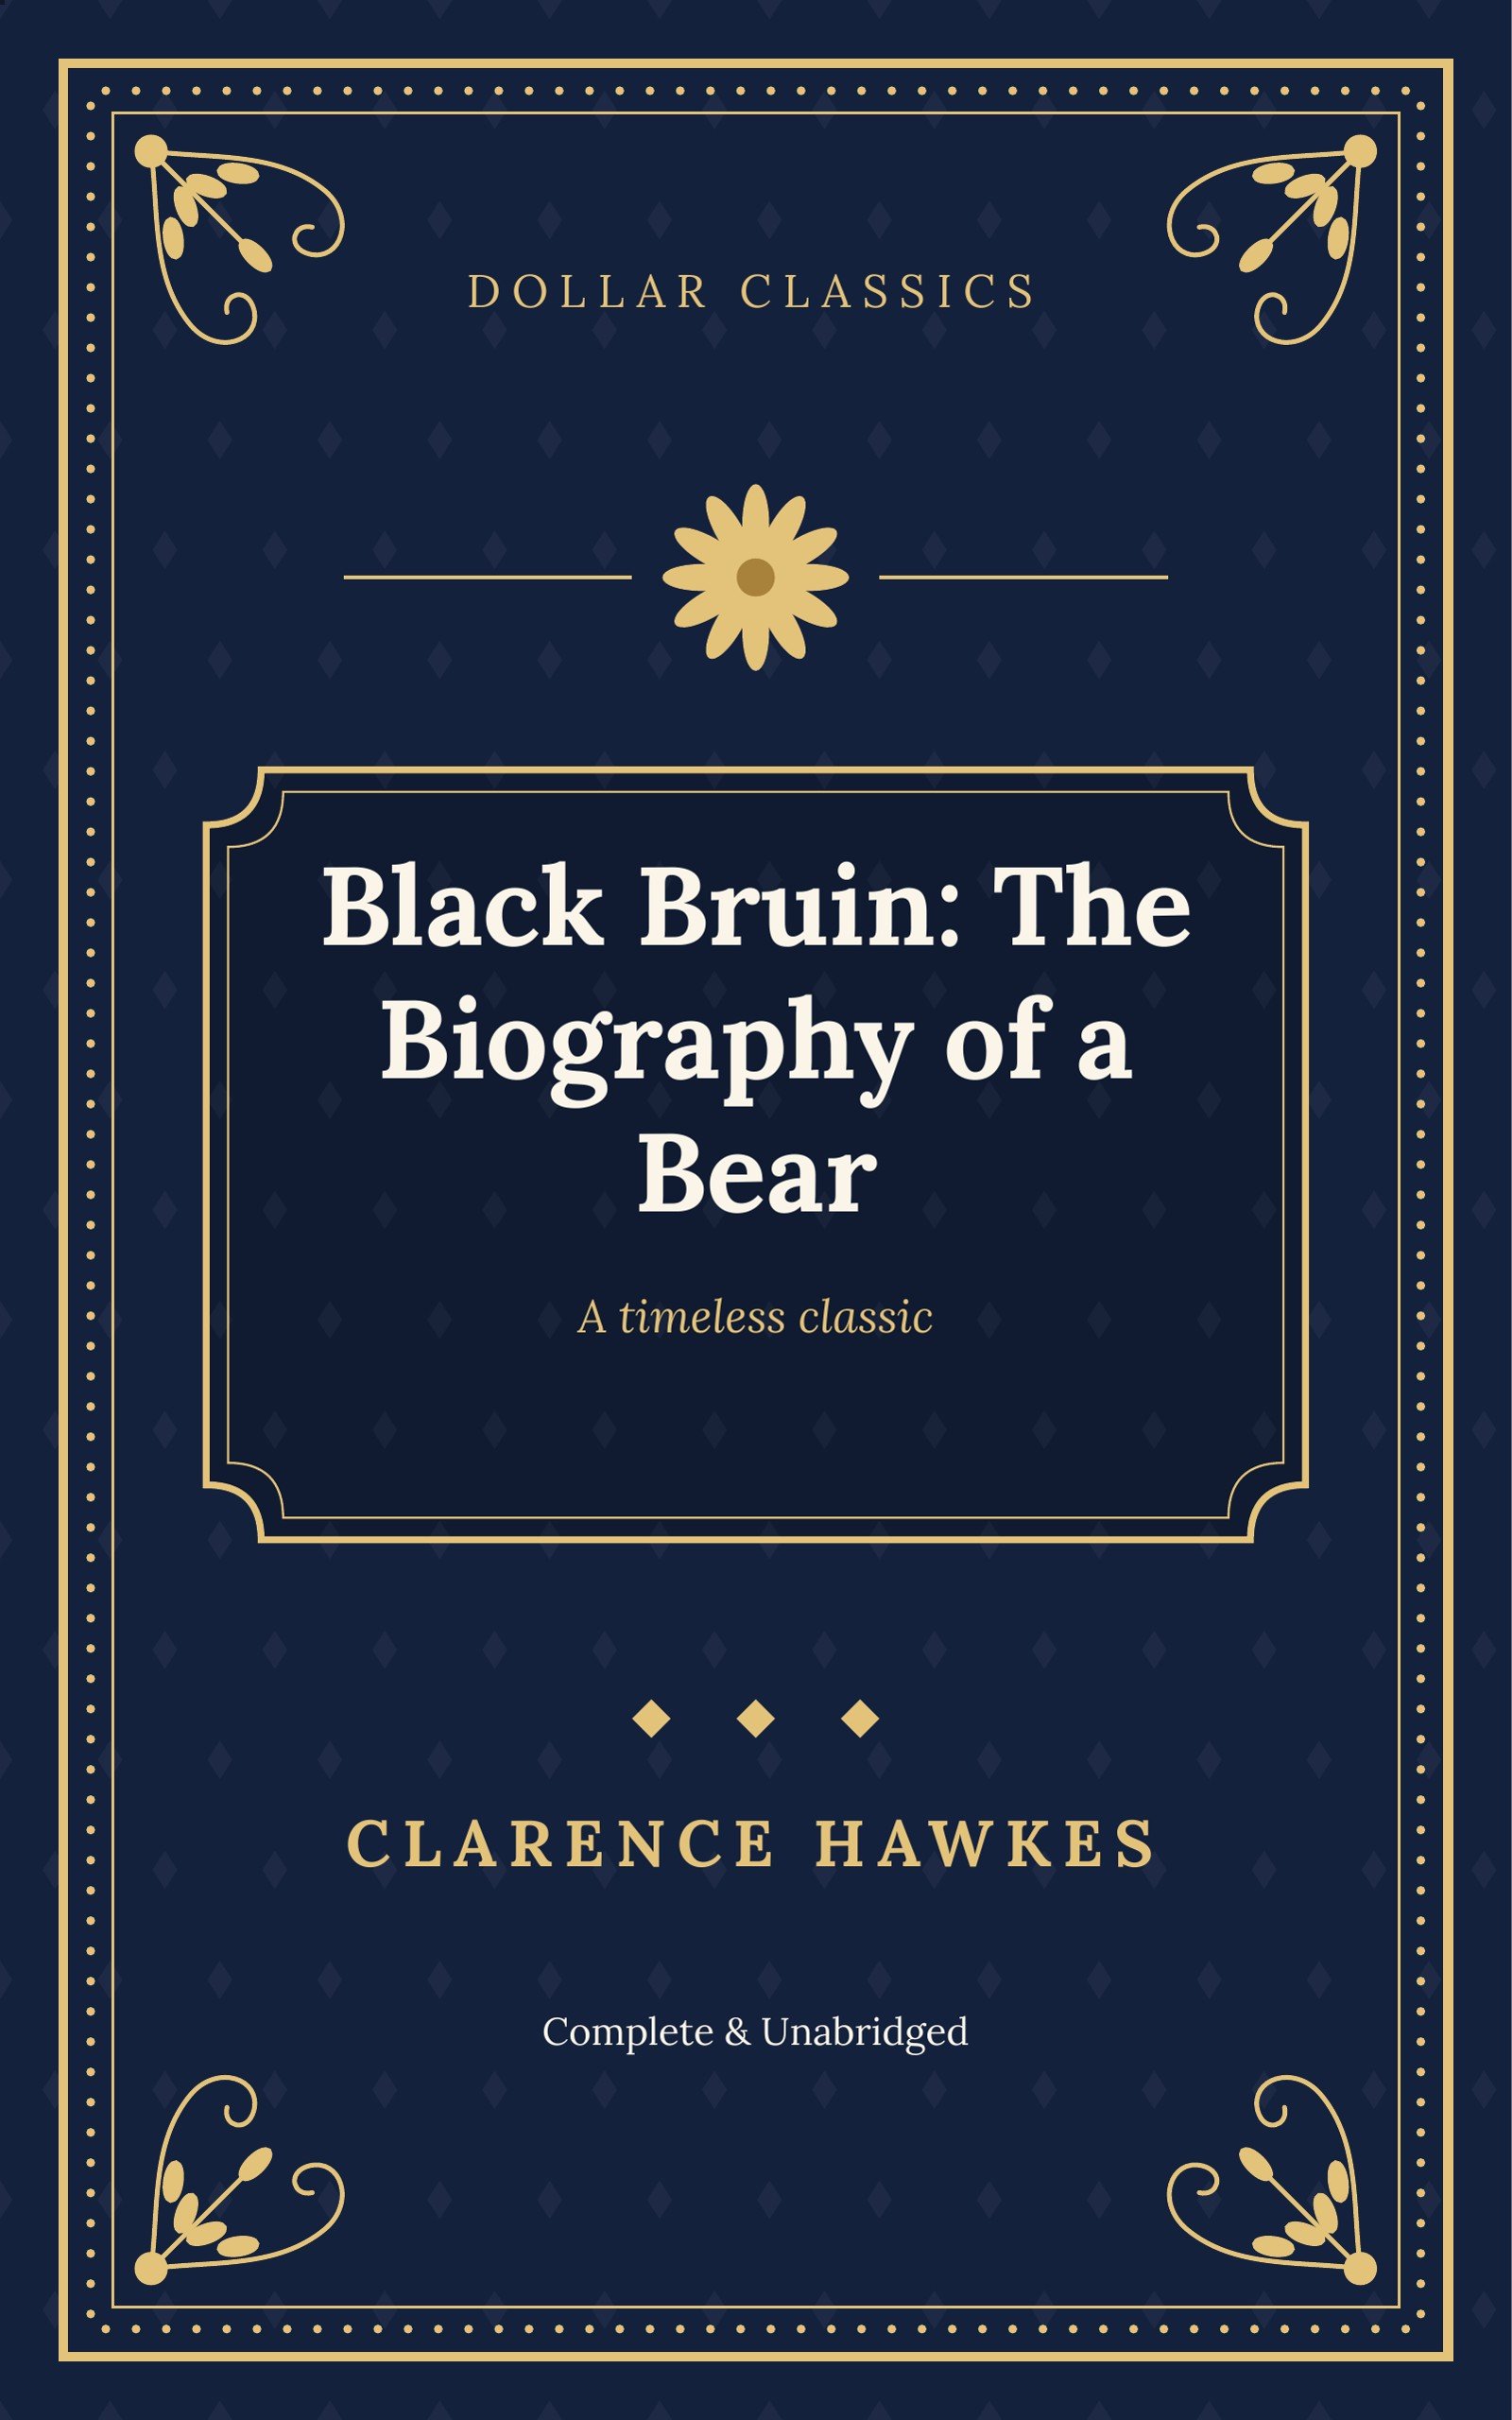 DOLLAR CLASSICS
Black Bruin: The
Biography of a
Bear
A timeless classic
CLARENCE HAWKES
Complete & Unabridged